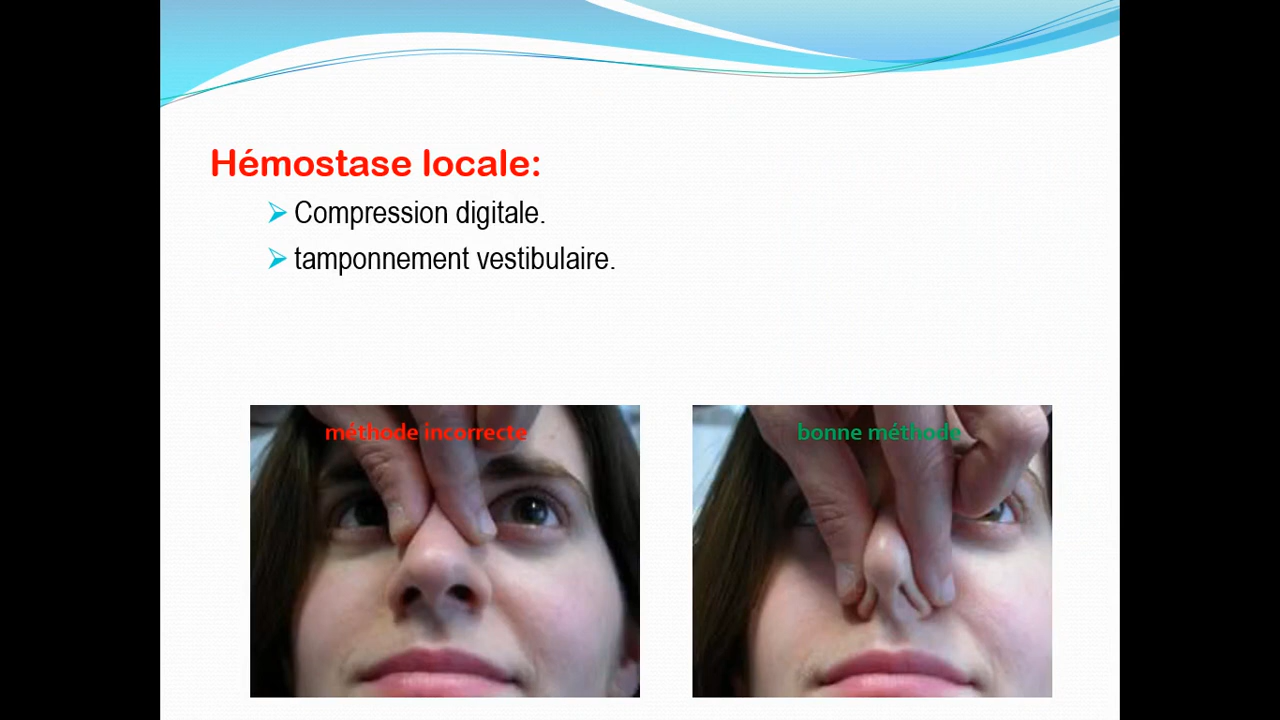 Hémostase locale:
Compression digitale.
tamponnement vestibulaire.
méthode incorrecte
bonne méthode